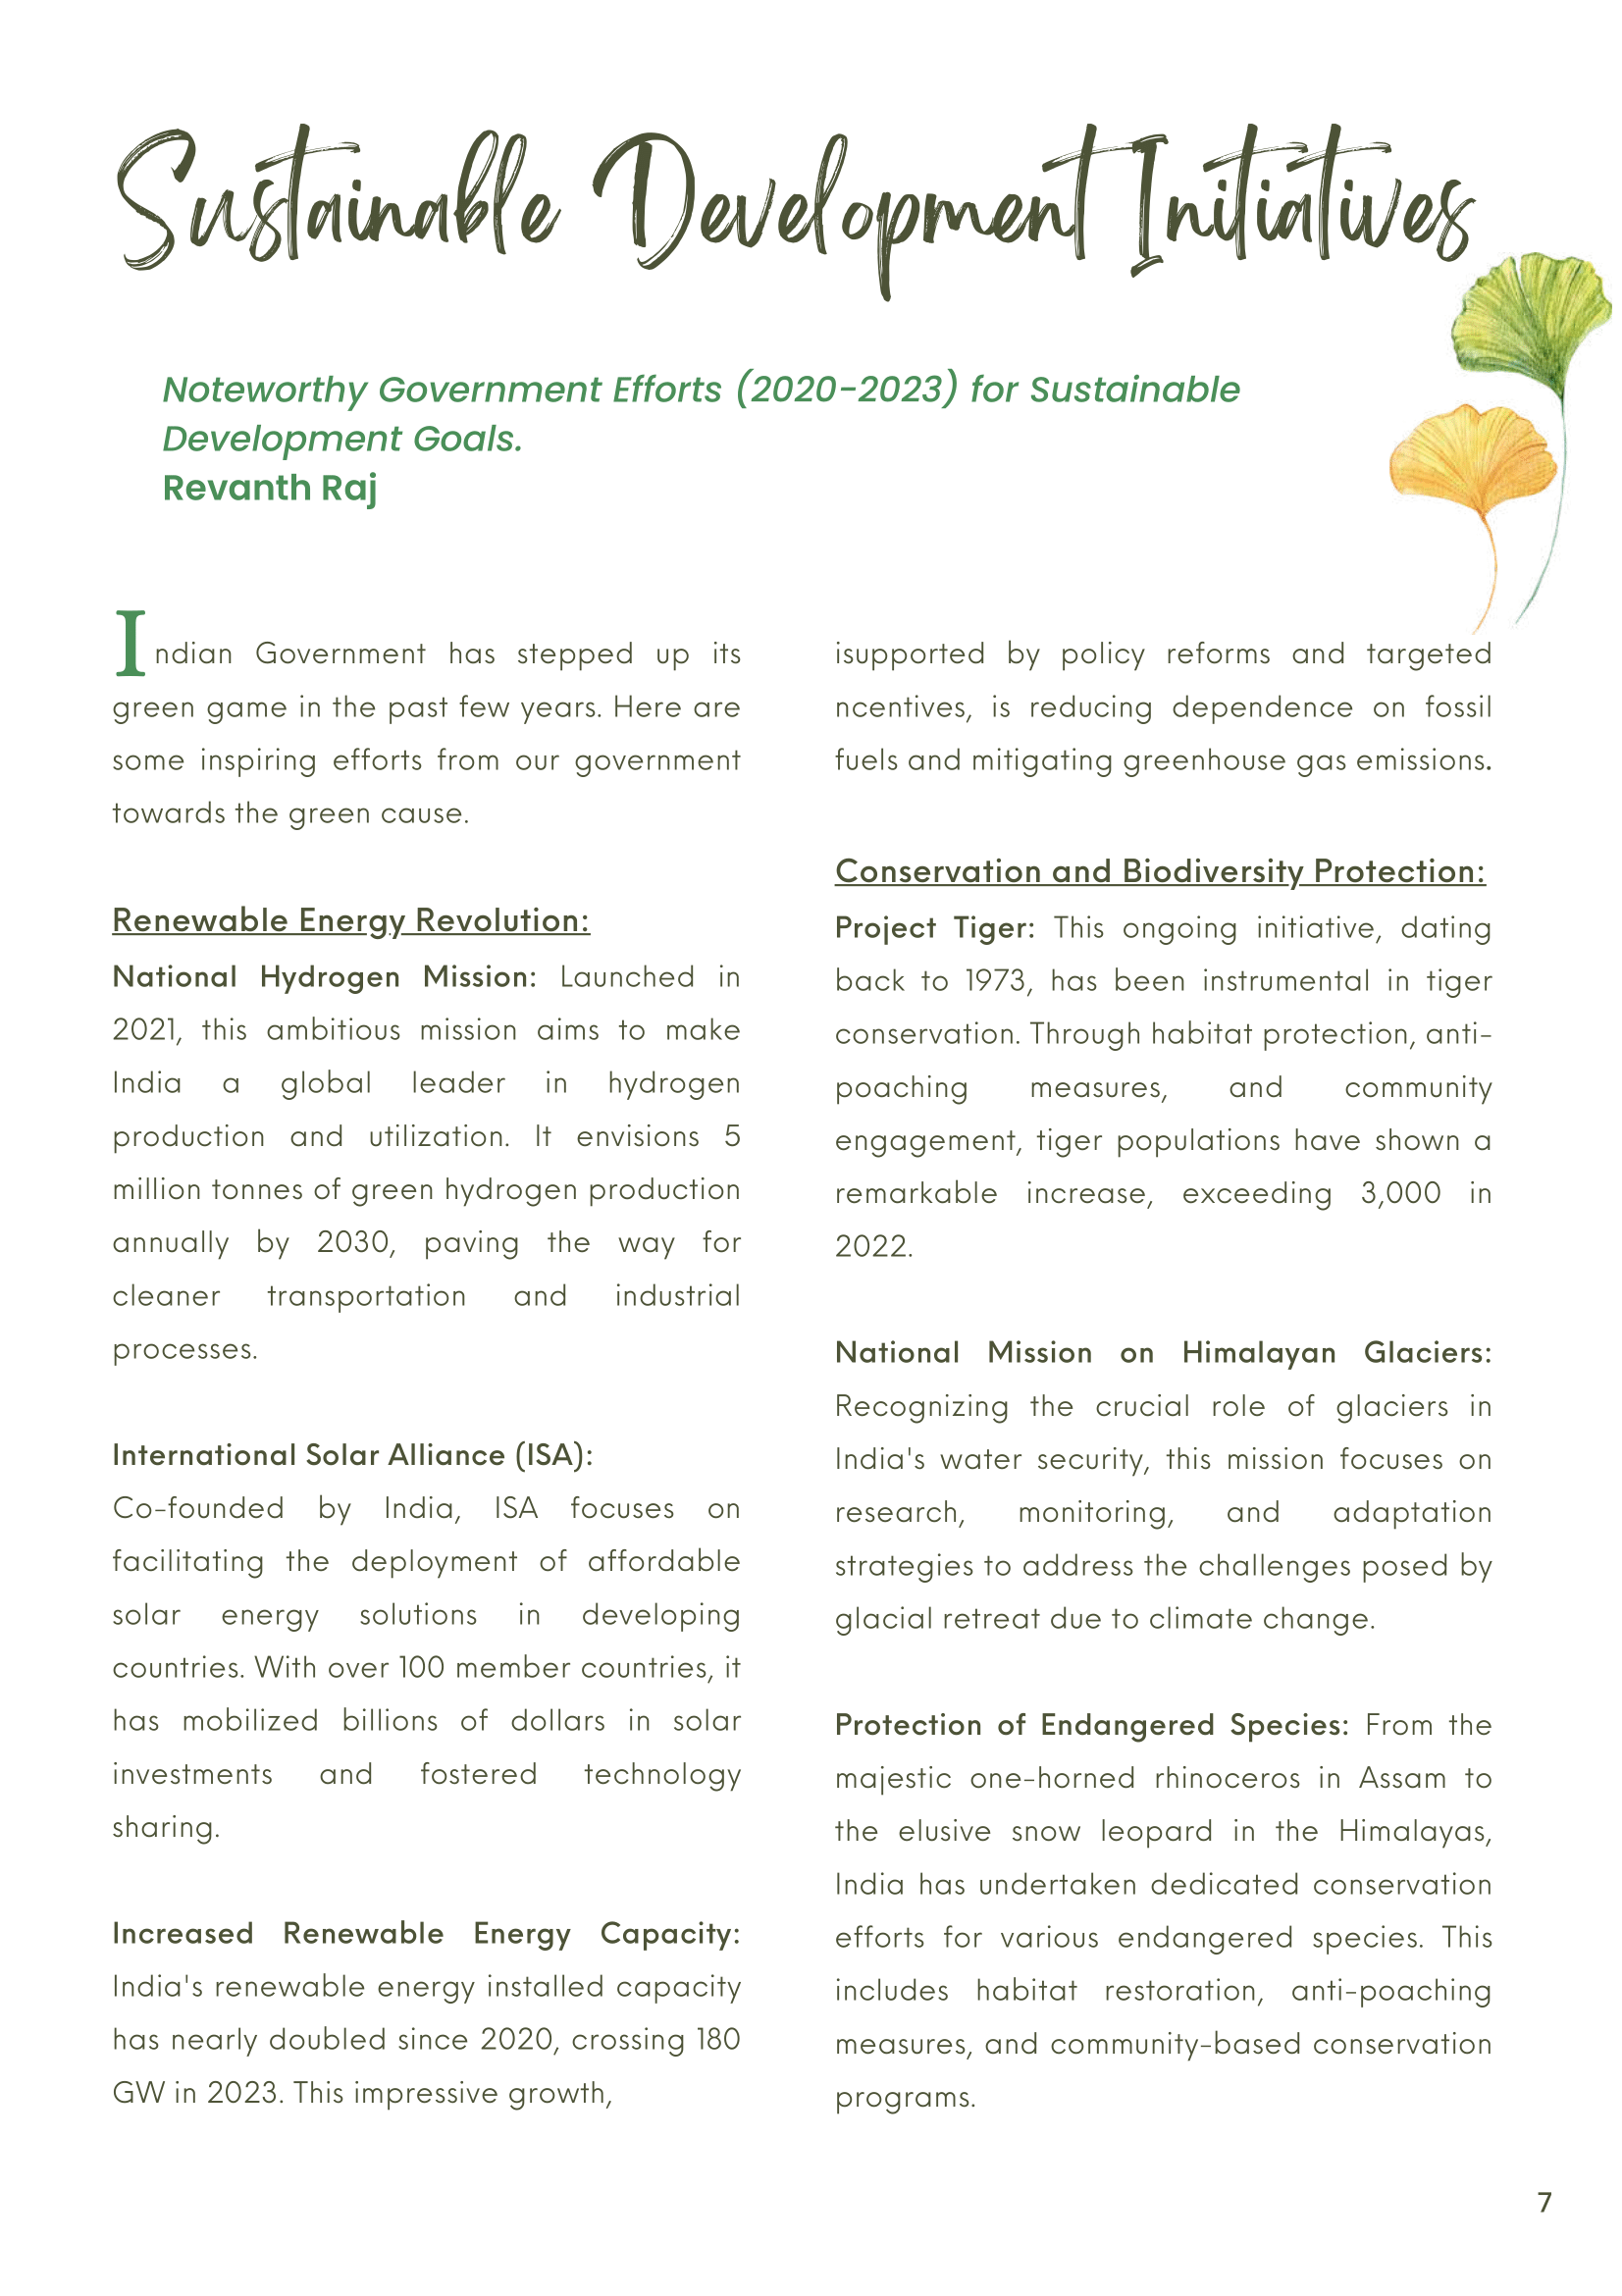 Sustainable Development Initiatives
Noteworthy Government Efforts (2020-2023) for Sustainable
Development Goals.
Revanth Raj
Indian Government has stepped up its
green game in the past few years. Here are
some inspiring efforts from our government
towards the green cause.
Renewable Energy Revolution:
National Hydrogen Mission: Launched in
2021, this ambitious mission aims to make
India a global leader in hydrogen
production and utilization. It envisions 5
million tonnes of green hydrogen production
annually by 2030, paving the way for
cleaner transportation and industrial
processes.
International Solar Alliance (ISA):
Co-founded by India, ISA focuses on
facilitating the deployment of affordable
solar energy solutions in developing
countries. With over 100 member countries, it
has mobilized billions of dollars in solar
investments and fostered technology
sharing.
Increased Renewable Energy Capacity:
India's renewable energy installed capacity
has nearly doubled since 2020, crossing 180
GW in 2023. This impressive growth,
isupported by policy reforms and targeted
ncentives, is reducing dependence on fossil
fuels and mitigating greenhouse gas emissions.
Conservation and Biodiversity Protection:
Project Tiger: This ongoing initiative, dating
back to 1973, has been instrumental in tiger
conservation. Through habitat protection, anti-
poaching measures, and community
engagement, tiger populations have shown a
remarkable increase, exceeding 3,000 in
2022.
National Mission on Himalayan Glaciers:
Recognizing the crucial role of glaciers in
India's water security, this mission focuses on
research, monitoring, and adaptation
strategies to address the challenges posed by
glacial retreat due to climate change.
Protection of Endangered Species: From the
majestic one-horned rhinoceros in Assam to
the elusive snow leopard in the Himalayas,
India has undertaken dedicated conservation
efforts for various endangered species. This
includes habitat restoration, anti-poaching
measures, and community-based conservation
programs.
7